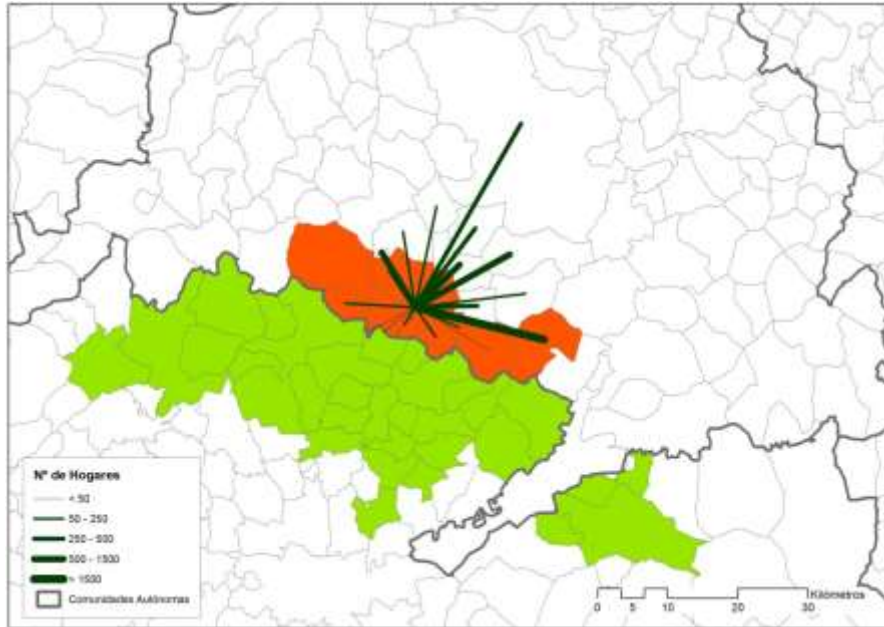 Nº de Hogares
< 50
50 - 250
250 - 500
500 - 1500
> 1500
Comunidades Autónomas
Kilómetros
0 5 10 20 30